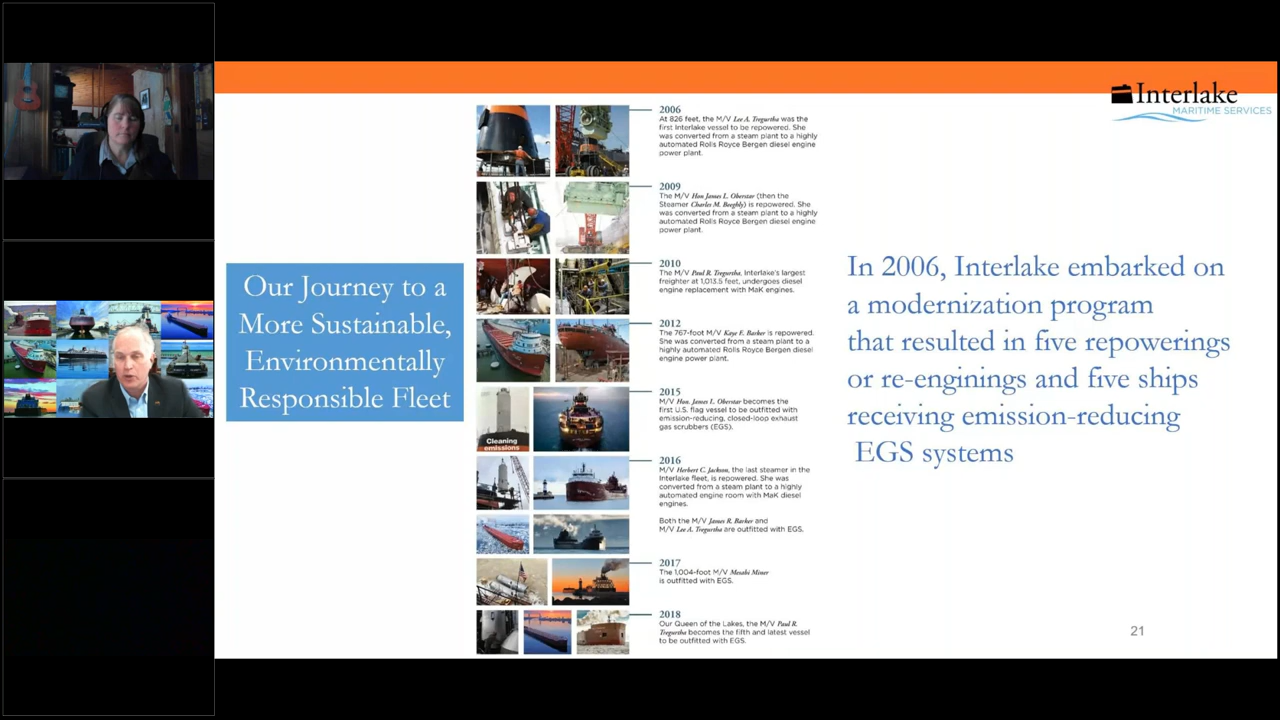 Interlake
MARITIME SERVICES
Our Journey to a
More Sustainable,
Environmentally
Responsible Fleet
2006
At 826 feet, the M/V Lee A. Tregurtha was the
first Interlake vessel to be repowered. She
was converted from a steam plant to a highly
automated Rolls Royce Bergen diesel engine
power plant.
2009
The M/V Hon James L. Oberstar (then the
Steamer Charles M. Beeghly) is repowered. She
was converted from a steam plant to a highly
automated Rolls Royce Bergen diesel engine
power plant.
2010
The M/V Paul R. Tregurtha, Interlake's largest
freighter at 1,013.5 feet, undergoes diesel
engine replacement with MaK engines.
2012
The 767-foot M/V Kaye E. Barker is repowered.
She was converted from a steam plant to a
highly automated Rolls Royce Bergen diesel
engine power plant.
Cleaning
emissions
2015
M/V Hon. James L. Oberstar becomes the
first U.S. flag vessel to be outfitted with
emission-reducing, closed-loop exhaust
gas scrubbers (EGS).
2016
M/V Herbert C. Jackson, the last steamer in the
Interlake fleet, is repowered. She was
converted from a steam plant to a highly
automated engine room with MaK diesel
engines.
Both the M/V James R. Barker and
M/V Lee A. Tregurtha are outfitted with EGS.
2017
The 1,004-foot M/V Mesabi Miner
is outfitted with EGS.
2018
Our Queen of the Lakes, the M/V Paul R.
Tregurtha becomes the fifth and latest vessel
to be outfitted with EGS.
In 2006, Interlake embarked on
a modernization program
that resulted in five repowerings
or re-enginings and five ships
receiving emission-reducing
EGS systems
21